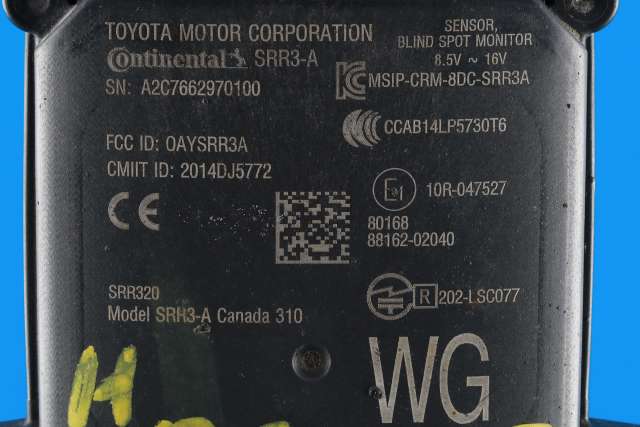 TOYOTA MOTOR CORPORATION
Continental SRR3-A
SN: A2C7662970100
SENSOR,
BLIND SPOT MONITOR
8.5V ~ 16V
MSIP-CRM-8DC-SRR3A
CCAB14LP5730T6
FCC ID: OAYSRR3A
CMIIT ID: 2014DJ5772
CE
E1 10R-047527
80168
88162-02040
SRR320
Model SRR3-A Canada 310
R 202-LSC077
WG
H